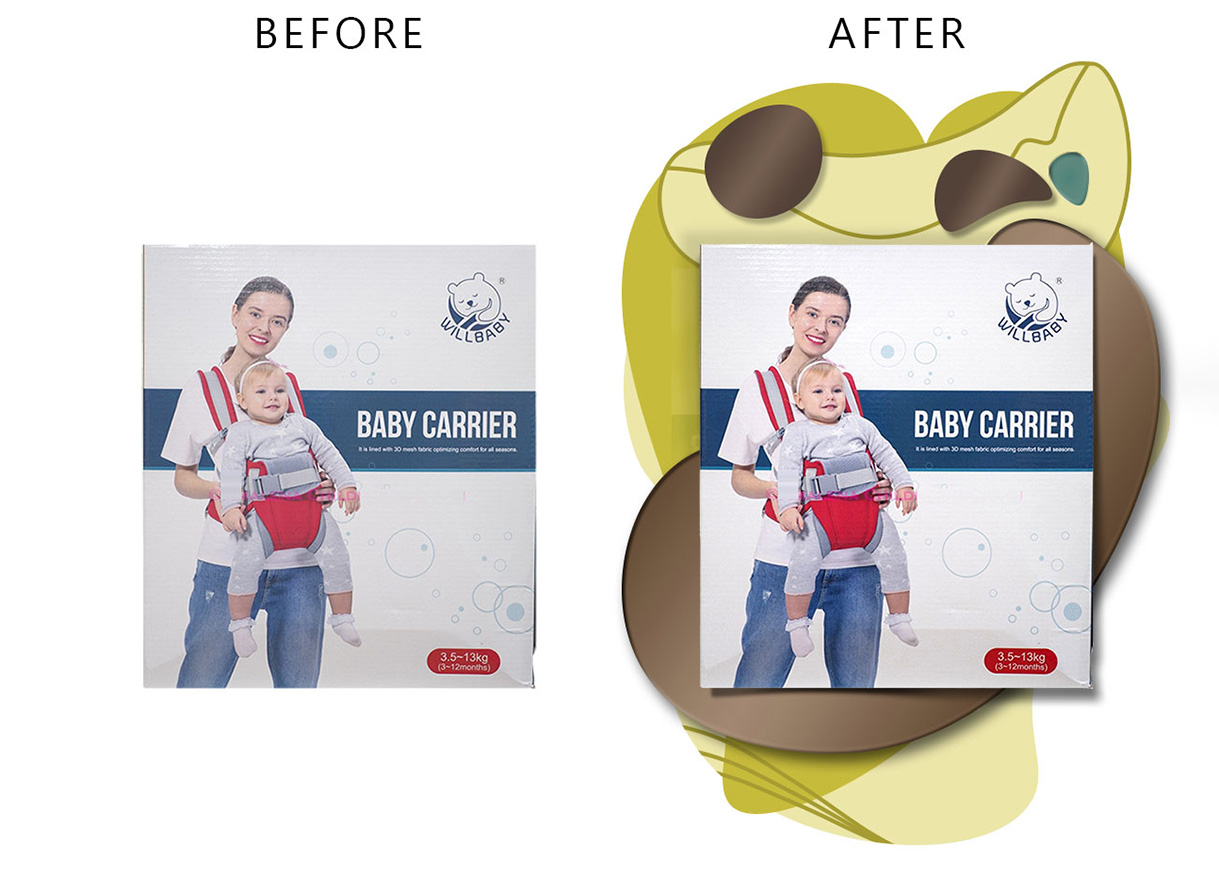 BEFORE
AFTER
®
WILLBABY
BABY CARRIER
It is lined with 3D mesh fabric optimizing comfort for all seasons.
3.5~13kg
(3~12months)
®
WILLBABY
BABY CARRIER
It is lined with 3D mesh fabric optimizing comfort for all seasons.
3.5~13kg
(3~12months)